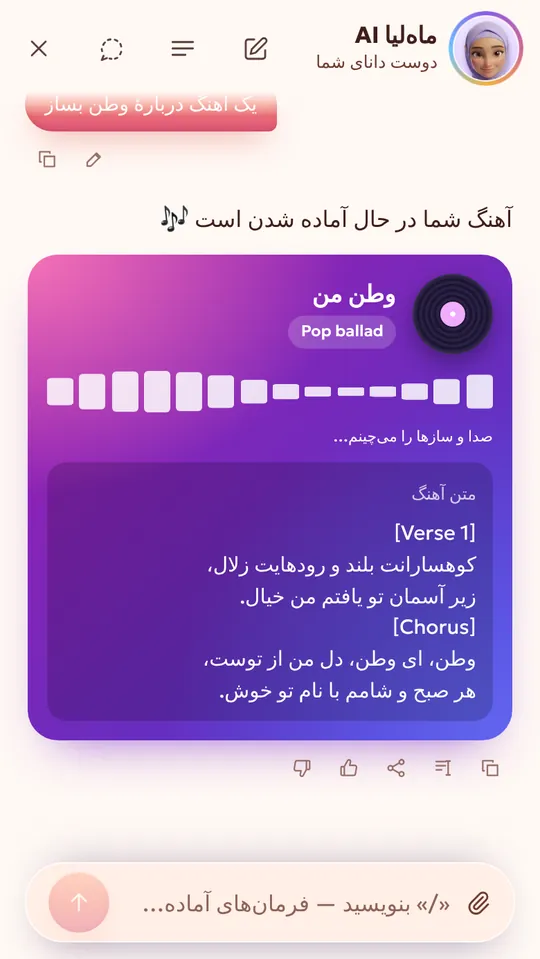 ماه‌لیا AI
دوست دانای شما
یک آهنگ دربارهٔ وطن بساز
آهنگ شما در حال آماده شدن است 🎶
وطن من
Pop ballad
صدا و سازها را می‌چینم...
متن آهنگ
[Verse 1]
کوهسارانت بلند و رودهایت زلال،
زیر آسمان تو یافتم من خیال.
[Chorus]
وطن، ای وطن، دل من از توست،
هر صبح و شامم با نام تو خوش.
«/» بنویسید — فرمان‌های آماده...